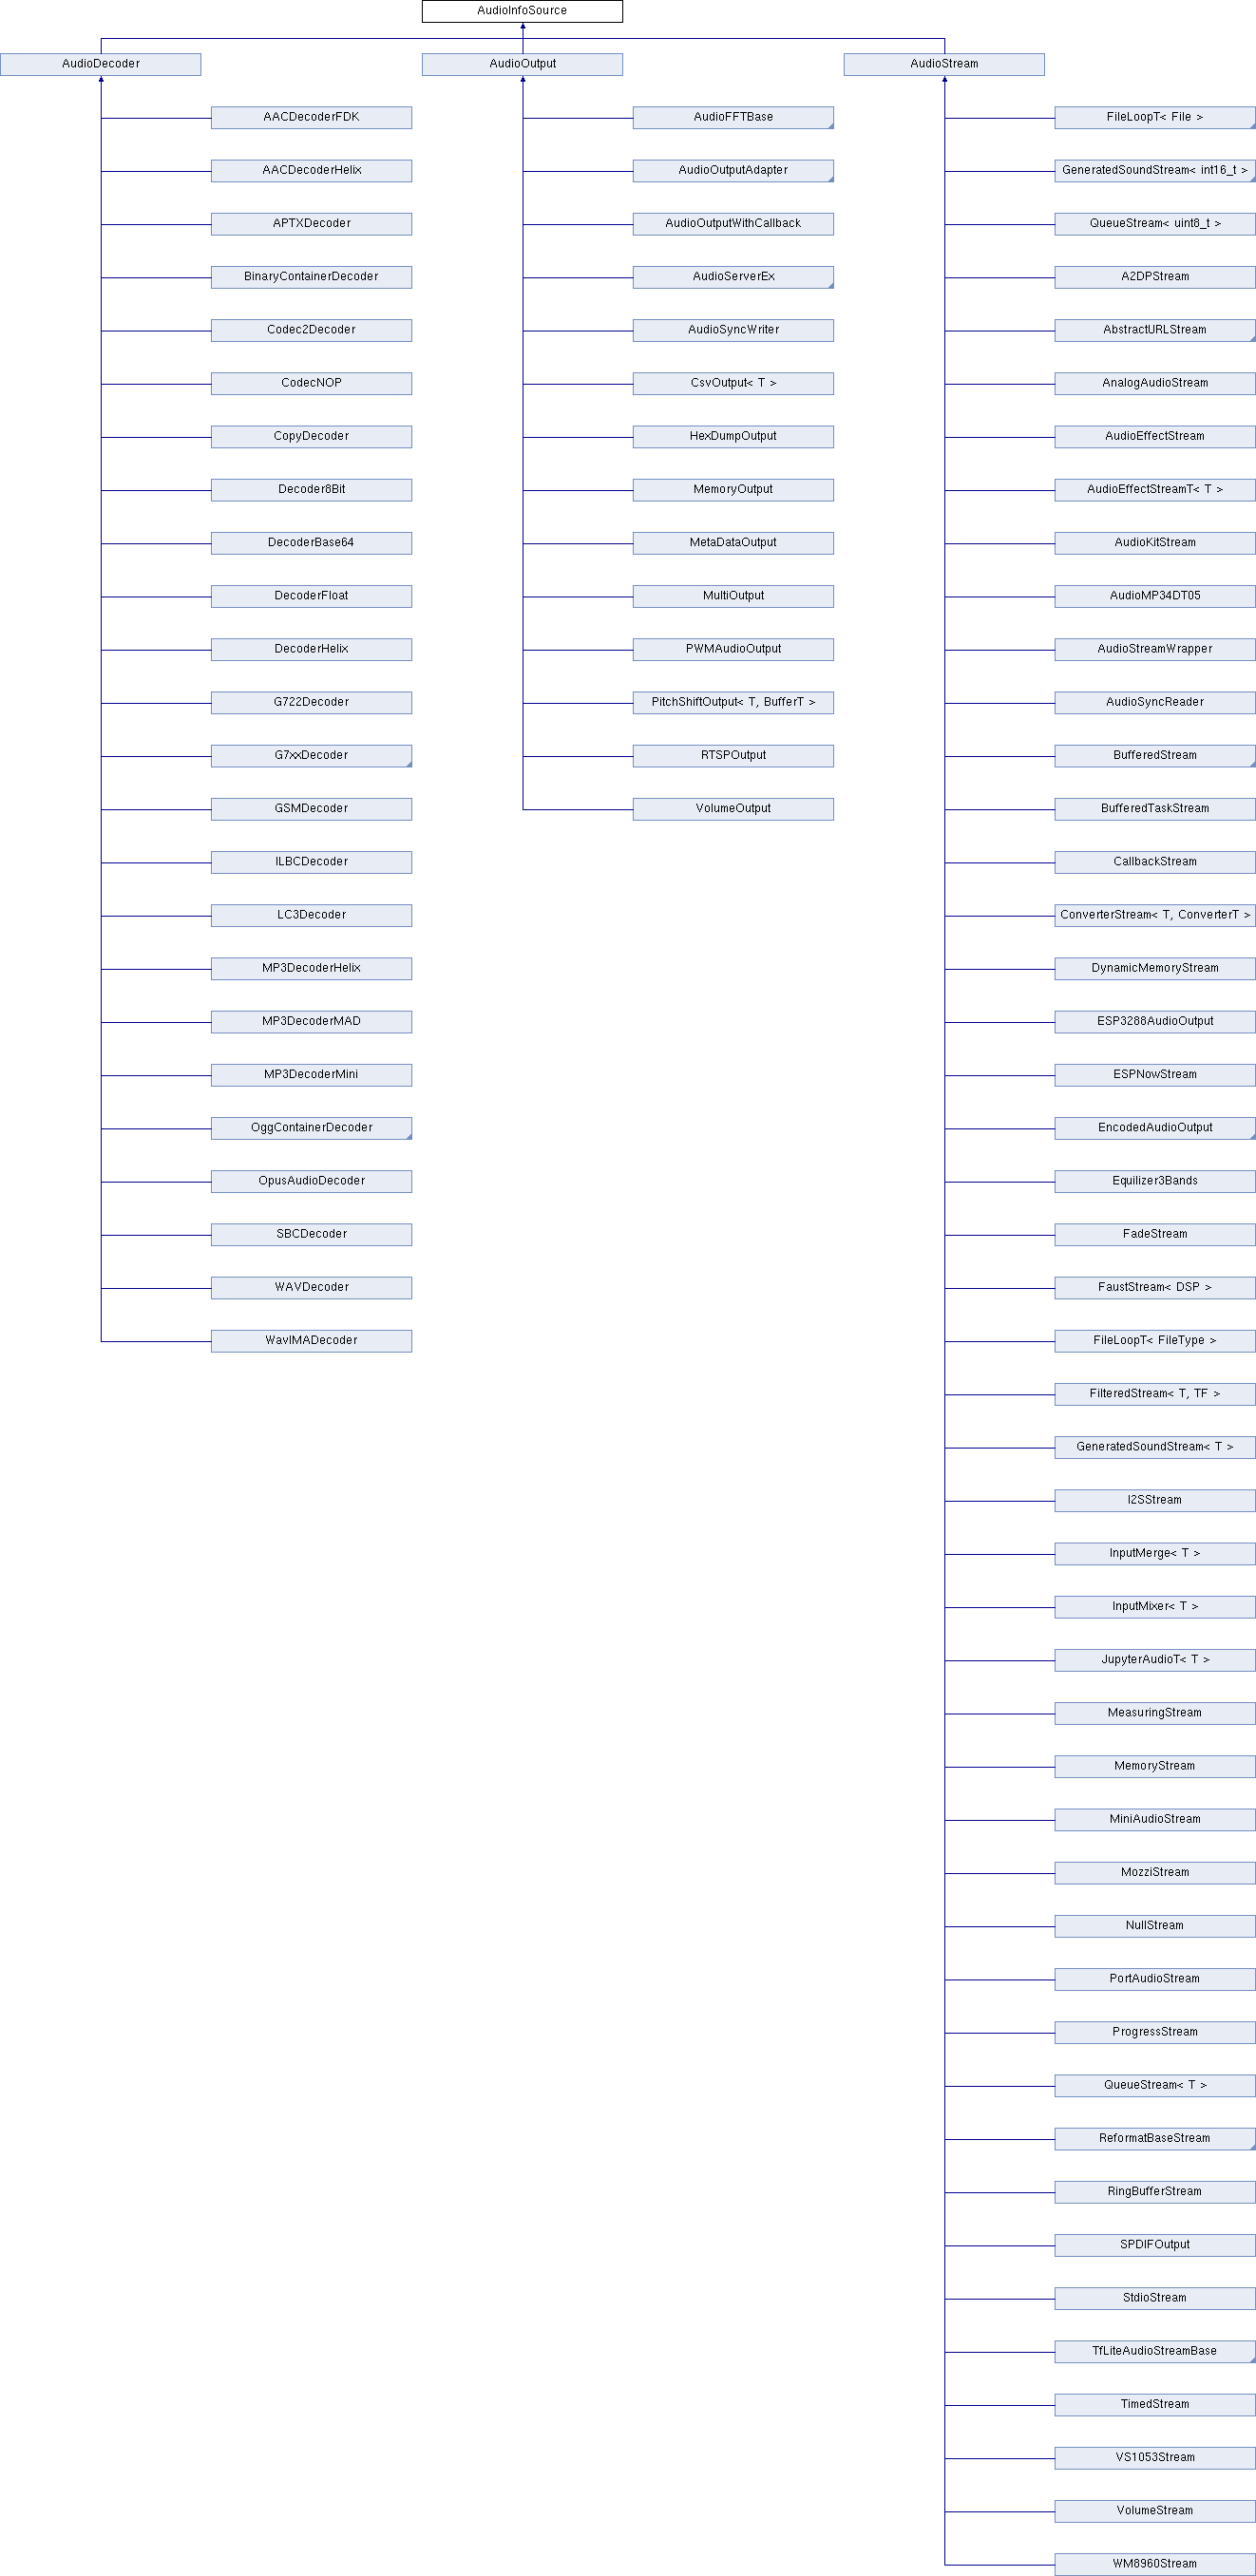 AudioInfoSource
AudioDecoder
AudioOutput
AudioStream
AACDecoderFDK
AACDecoderHelix
APTXDecoder
BinaryContainerDecoder
Codec2Decoder
CodecNOP
CopyDecoder
Decoder8Bit
DecoderBase64
DecoderFloat
DecoderHelix
G722Decoder
G7xxDecoder
GSMDecoder
ILBCDecoder
LC3Decoder
MP3DecoderHelix
MP3DecoderMAD
MP3DecoderMini
OggContainerDecoder
OpusAudioDecoder
SBCDecoder
WAVDecoder
WavIMADecoder
AudioFFTBase
AudioOutputAdapter
AudioOutputWithCallback
AudioServerEx
AudioSyncWriter
CsvOutput< T >
HexDumpOutput
MemoryOutput
MetaDataOutput
MultiOutput
PWMAudioOutput
PitchShiftOutput< T, BufferT >
RTSPOutput
VolumeOutput
FileLoopT< File >
GeneratedSoundStream< int16_t >
QueueStream< uint8_t >
A2DPStream
AbstractURLStream
AnalogAudioStream
AudioEffectStream
AudioEffectStreamT< T >
AudioKitStream
AudioMP34DT05
AudioStreamWrapper
AudioSyncReader
BufferedStream
BufferedTaskStream
CallbackStream
ConverterStream< T, ConverterT >
DynamicMemoryStream
ESP3288AudioOutput
ESPNowStream
EncodedAudioOutput
Equilizer3Bands
FadeStream
FaustStream< DSP >
FileLoopT< FileType >
FilteredStream< T, TF >
GeneratedSoundStream< T >
I2SStream
InputMerge< T >
InputMixer< T >
JupyterAudioT< T >
MeasuringStream
MemoryStream
MiniAudioStream
MozziStream
NullStream
PortAudioStream
ProgressStream
QueueStream< T >
ReformatBaseStream
RingBufferStream
SPDIFOutput
StdioStream
TfLiteAudioStreamBase
TimedStream
VS1053Stream
VolumeStream
WM8960Stream